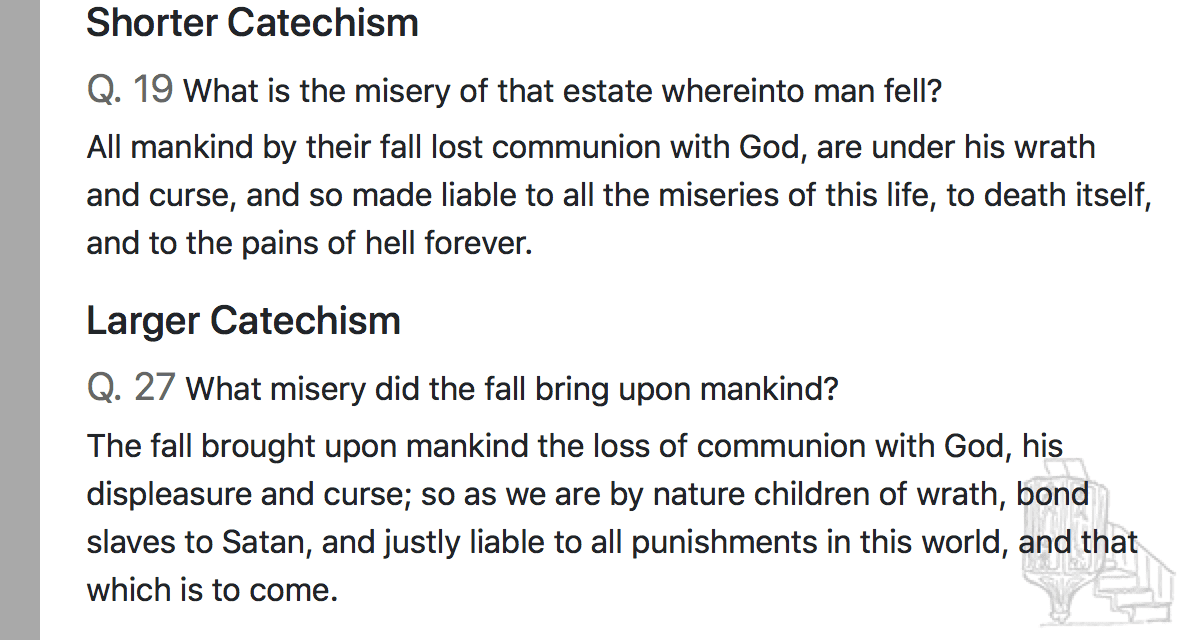 Shorter Catechism
Q. 19 What is the misery of that estate whereinto man fell?
All mankind by their fall lost communion with God, are under his wrath
and curse, and so made liable to all the miseries of this life, to death itself,
and to the pains of hell forever.
Larger Catechism
Q. 27 What misery did the fall bring upon mankind?
The fall brought upon mankind the loss of communion with God, his
displeasure and curse; so as we are by nature children of wrath, bond
slaves to Satan, and justly liable to all punishments in this world, and that
which is to come.